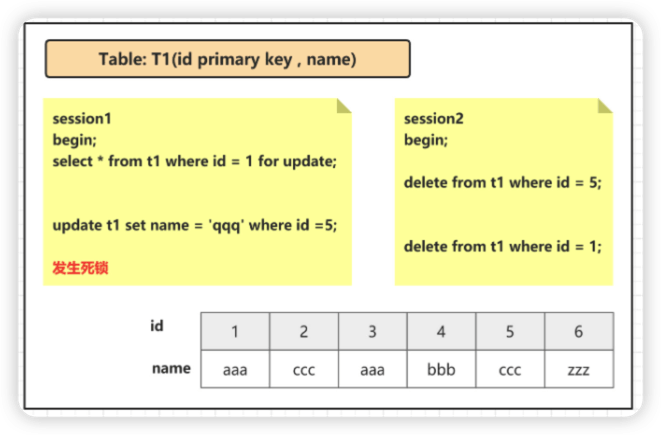 Table: T1(id primary key , name)
session1
begin;
select * from t1 where id = 1 for update;
update t1 set name = 'qqq' where id =5;
发生死锁
session2
begin;
delete from t1 where id = 5;
delete from t1 where id = 1;
id 1 2 3 4 5 6
name aaa ccc aaa bbb ccc zzz